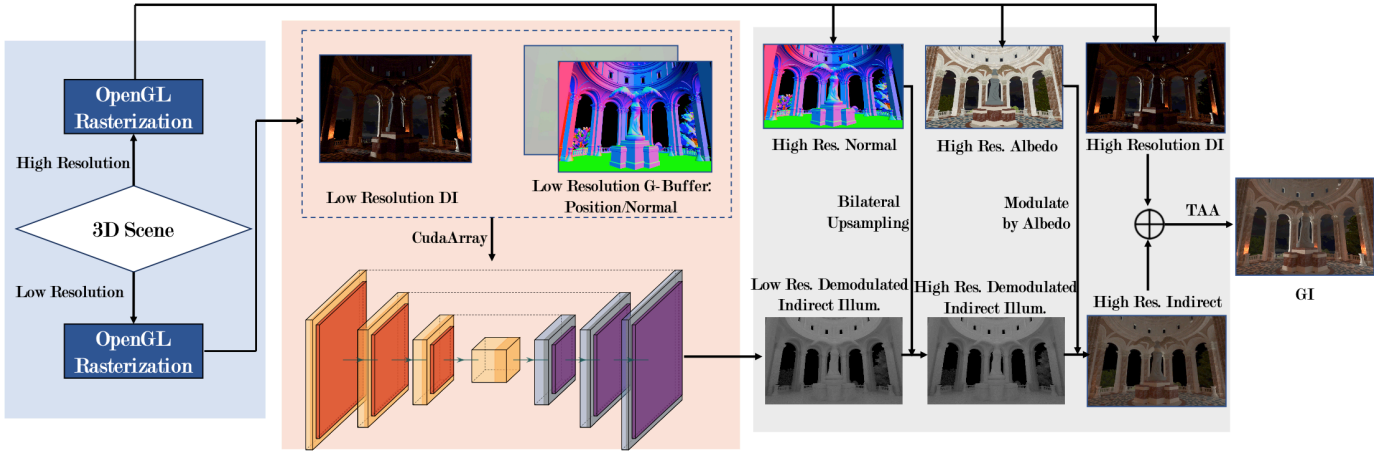 OpenGL
Rasterization
High Resolution
3D Scene
Low Resolution
OpenGL
Rasterization
Low Resolution DI
Low Resolution G-Buffer:
Position/Normal
CudaArray
High Res. Normal
High Res. Albedo
High Resolution DI
Bilateral
Upsampling
Modulate
by Albedo
TAA
GI
Low Res. Demodulated
Indirect Illum.
High Res. Demodulated
Indirect Illum.
High Res. Indirect